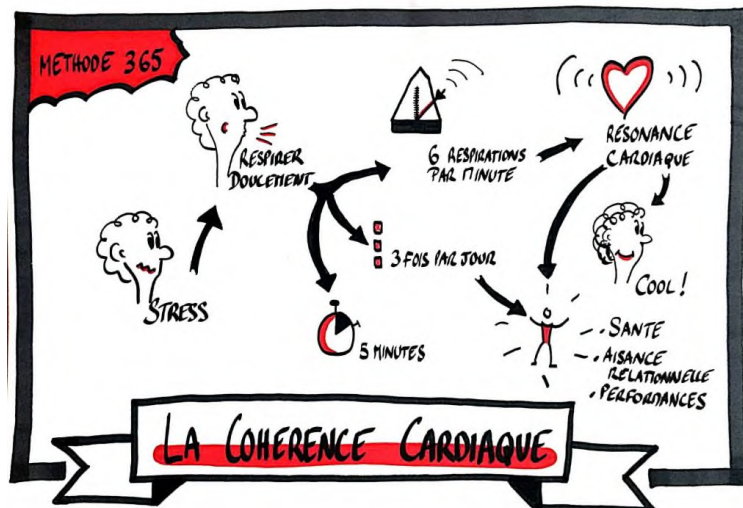 METHODE 365
RESPIRER
DOUCEMENT
STRESS
6 RESPIRATIONS
PAR MINUTE
3 FOIS PAR JOUR
5 MINUTES
RÉSONANCE
CARDIAQUE
COOL !
• SANTE
• AISANCE
RELATIONNELLE
• PERFORMANCES
LA COHERENCE CARDIAQUE